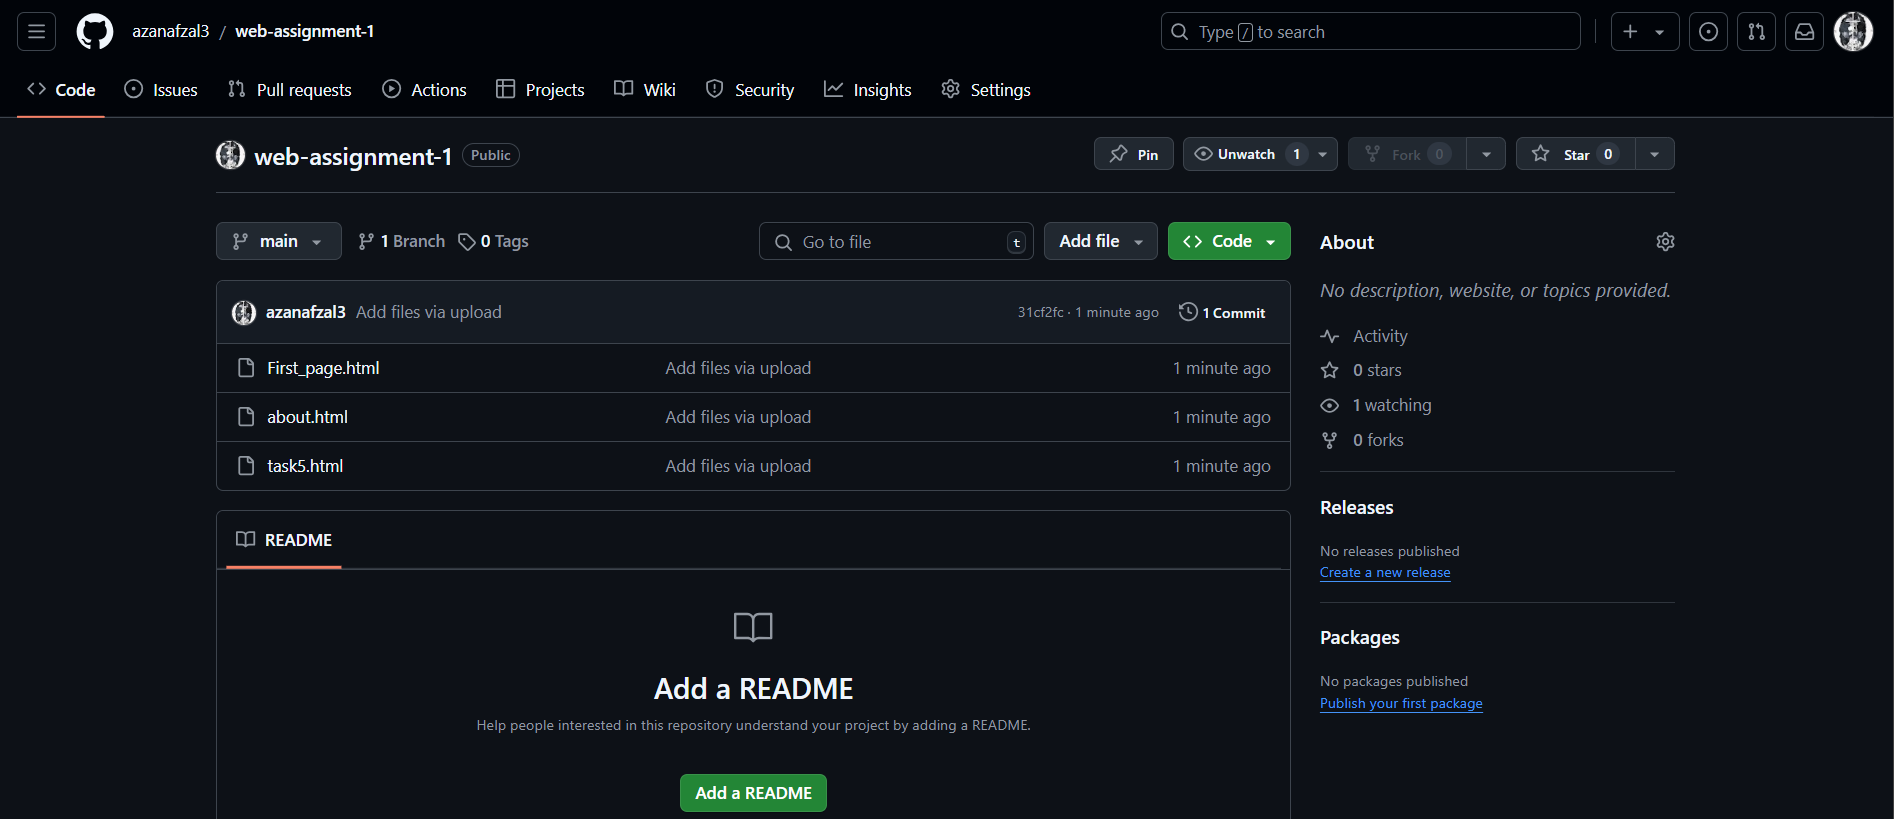 azanafzal3 / web-assignment-1
Type / to search
Code Issues Pull requests Actions Projects Wiki Security Insights Settings
web-assignment-1 Public
Pin Unwatch 1 Fork 0 Star 0
main 1 Branch 0 Tags Go to file t Add file Code
azanafzal3 Add files via upload 31cf2fc · 1 minute ago 1 Commit
First_page.html Add files via upload 1 minute ago
about.html Add files via upload 1 minute ago
task5.html Add files via upload 1 minute ago
README
Add a README
Help people interested in this repository understand your project by adding a README.
Add a README
About
No description, website, or topics provided.
Activity
0 stars
1 watching
0 forks
Releases
No releases published
Create a new release
Packages
No packages published
Publish your first package